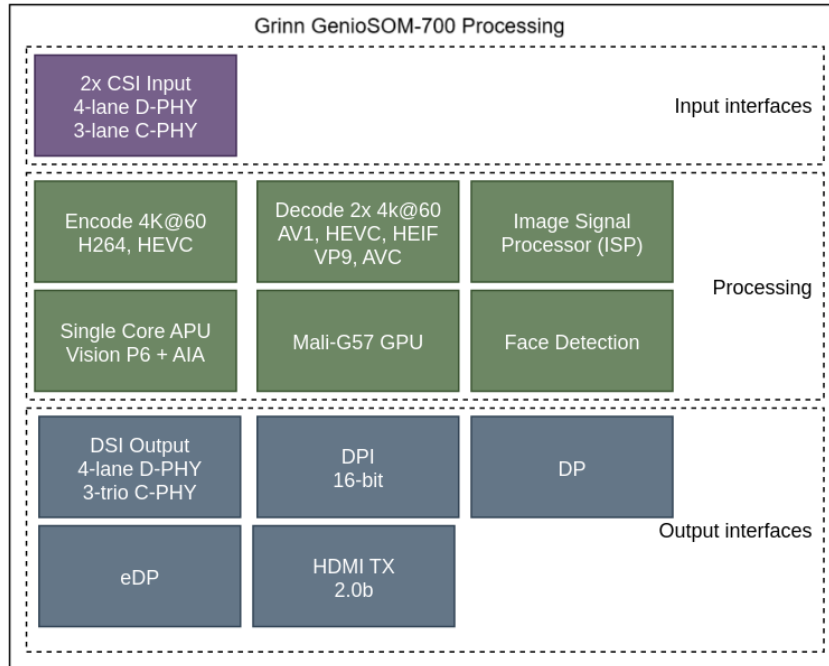 Grinn GenioSOM-700 Processing
2x CSI Input
4-lane D-PHY
3-lane C-PHY
Input interfaces
Encode 4K@60
H264, HEVC
Decode 2x 4k@60
AV1, HEVC, HEIF
VP9, AVC
Image Signal
Processor (ISP)
Processing
Single Core APU
Vision P6 + AIA
Mali-G57 GPU
Face Detection
DSI Output
4-lane D-PHY
3-trio C-PHY
DPI
16-bit
DP
Output interfaces
eDP
HDMI TX
2.0b